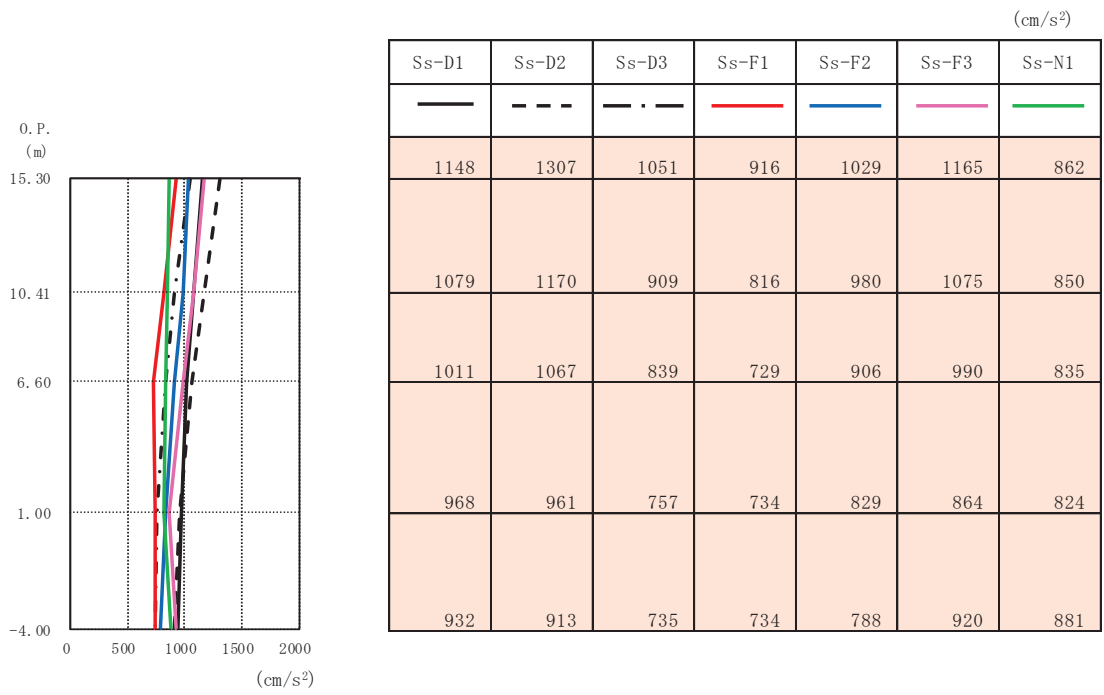 (cm/s²)
Ss-D1 Ss-D2 Ss-D3 Ss-F1 Ss-F2 Ss-F3 Ss-N1
O.P.
(m)
15.30
1148 1307 1051 916 1029 1165 862
10.41
1079 1170 909 816 980 1075 850
6.60
1011 1067 839 729 906 990 835
1.00
968 961 757 734 829 864 824
-4.00
932 913 735 734 788 920 881
0 500 1000 1500 2000
(cm/s²)